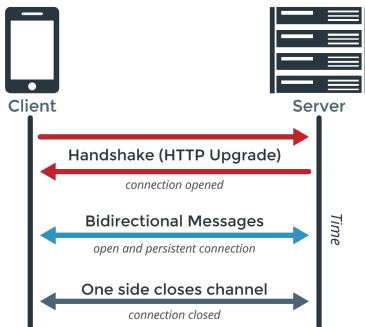 Client
Server
Handshake (HTTP Upgrade)
connection opened
Bidirectional Messages
open and persistent connection
Time
One side closes channel
connection closed